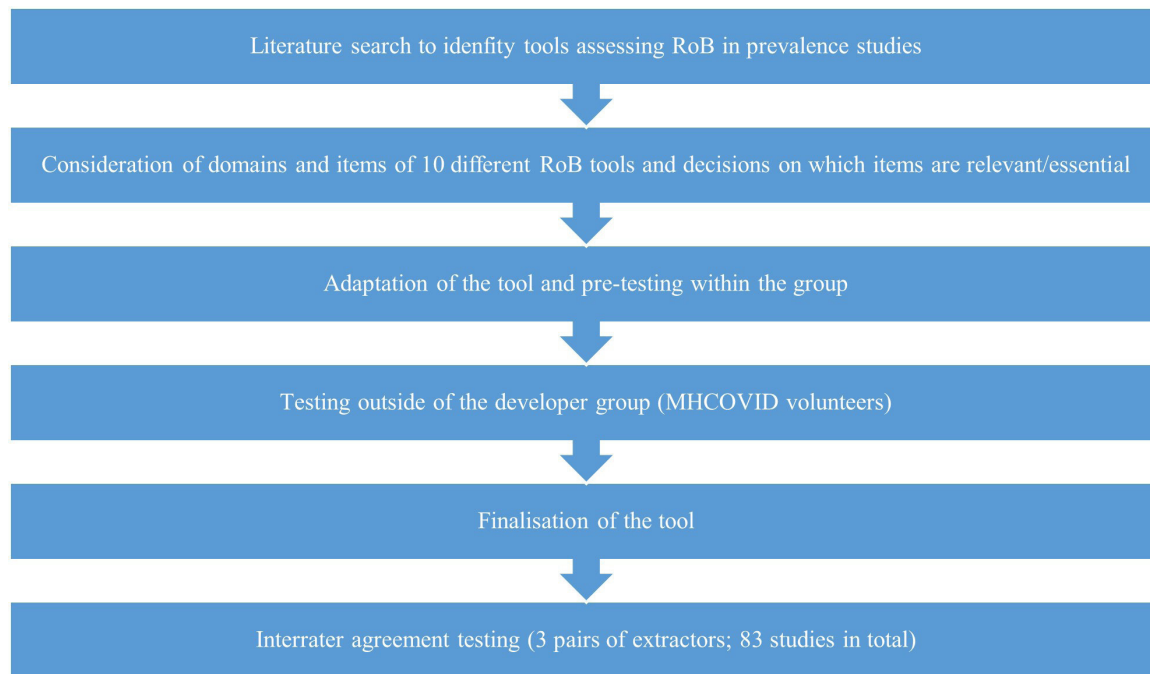 Literature search to idenfity tools assessing RoB in prevalence studies
Consideration of domains and items of 10 different RoB tools and decisions on which items are relevant/essential
Adaptation of the tool and pre-testing within the group
Testing outside of the developer group (MHCOVID volunteers)
Finalisation of the tool
Interrater agreement testing (3 pairs of extractors; 83 studies in total)